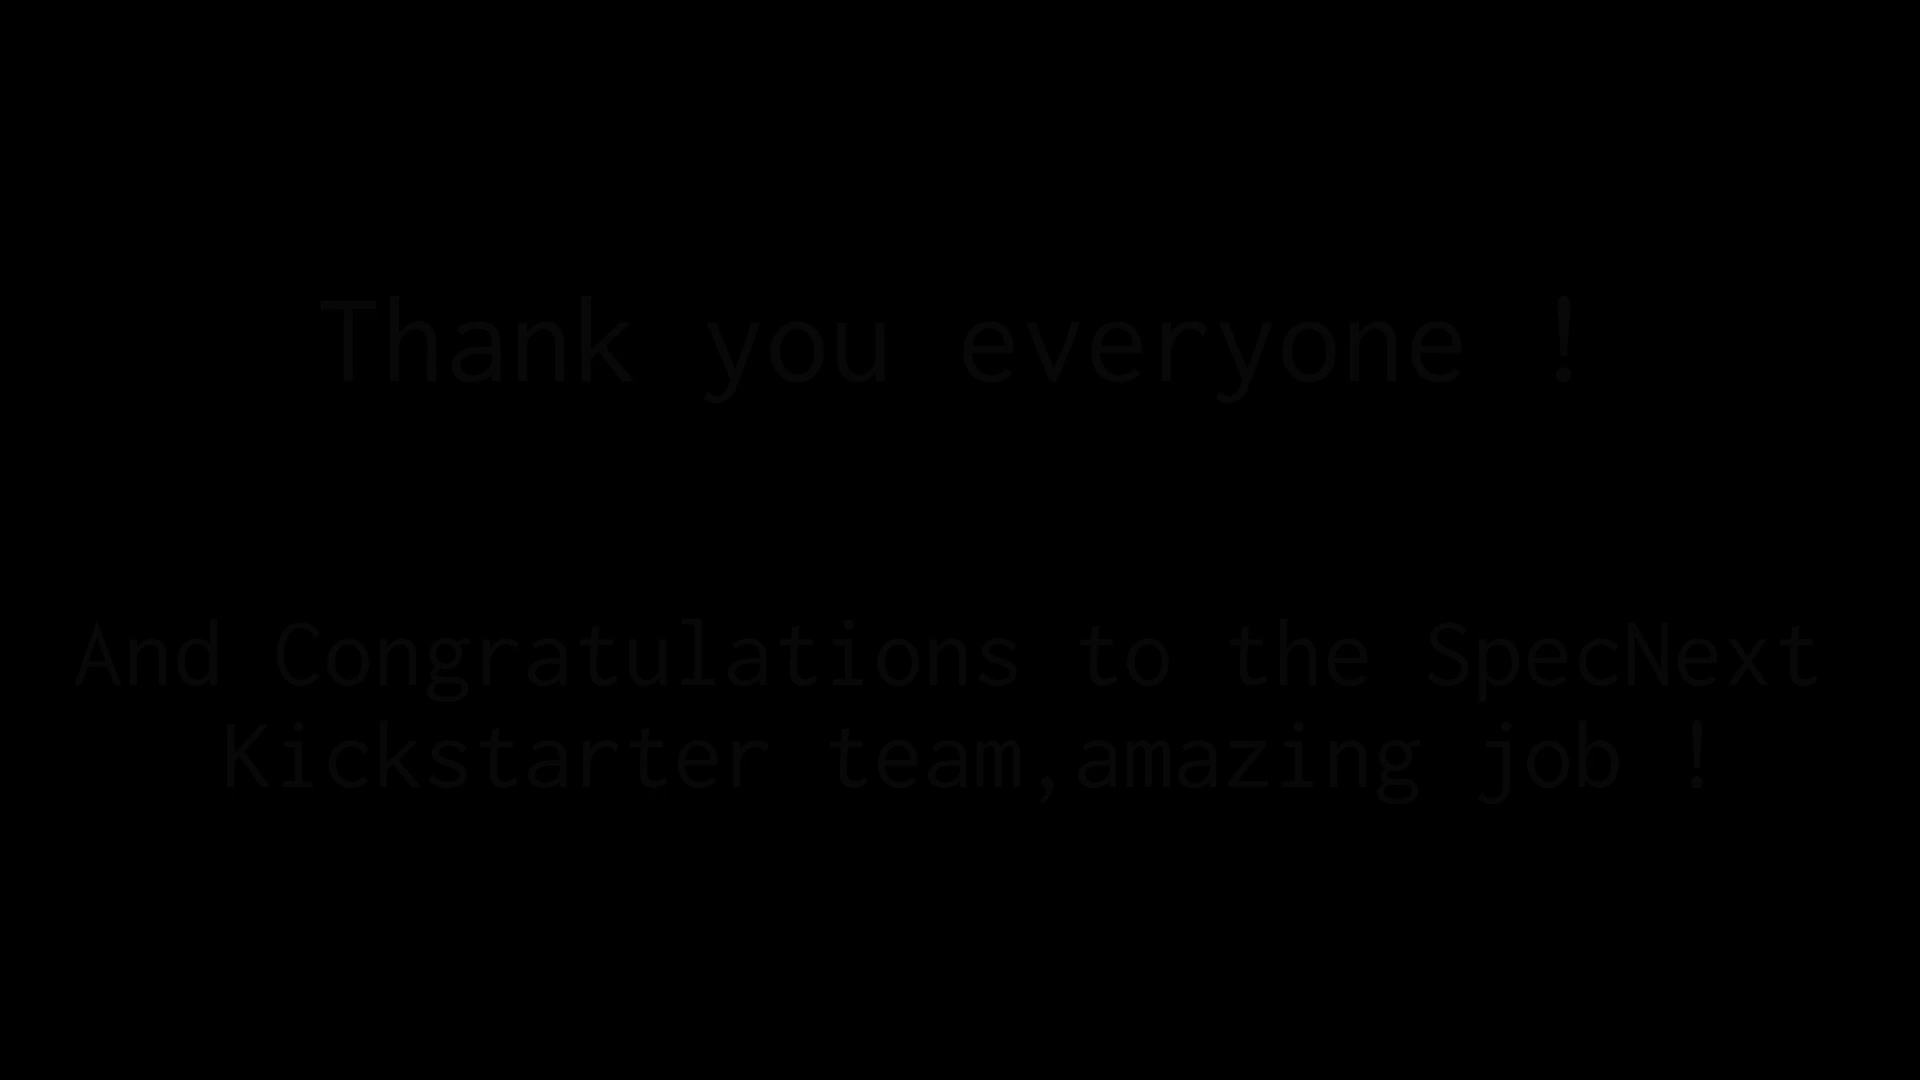 Thank you everyone !
And Congratulations to the SpecNext
Kickstarter team,amazing job !